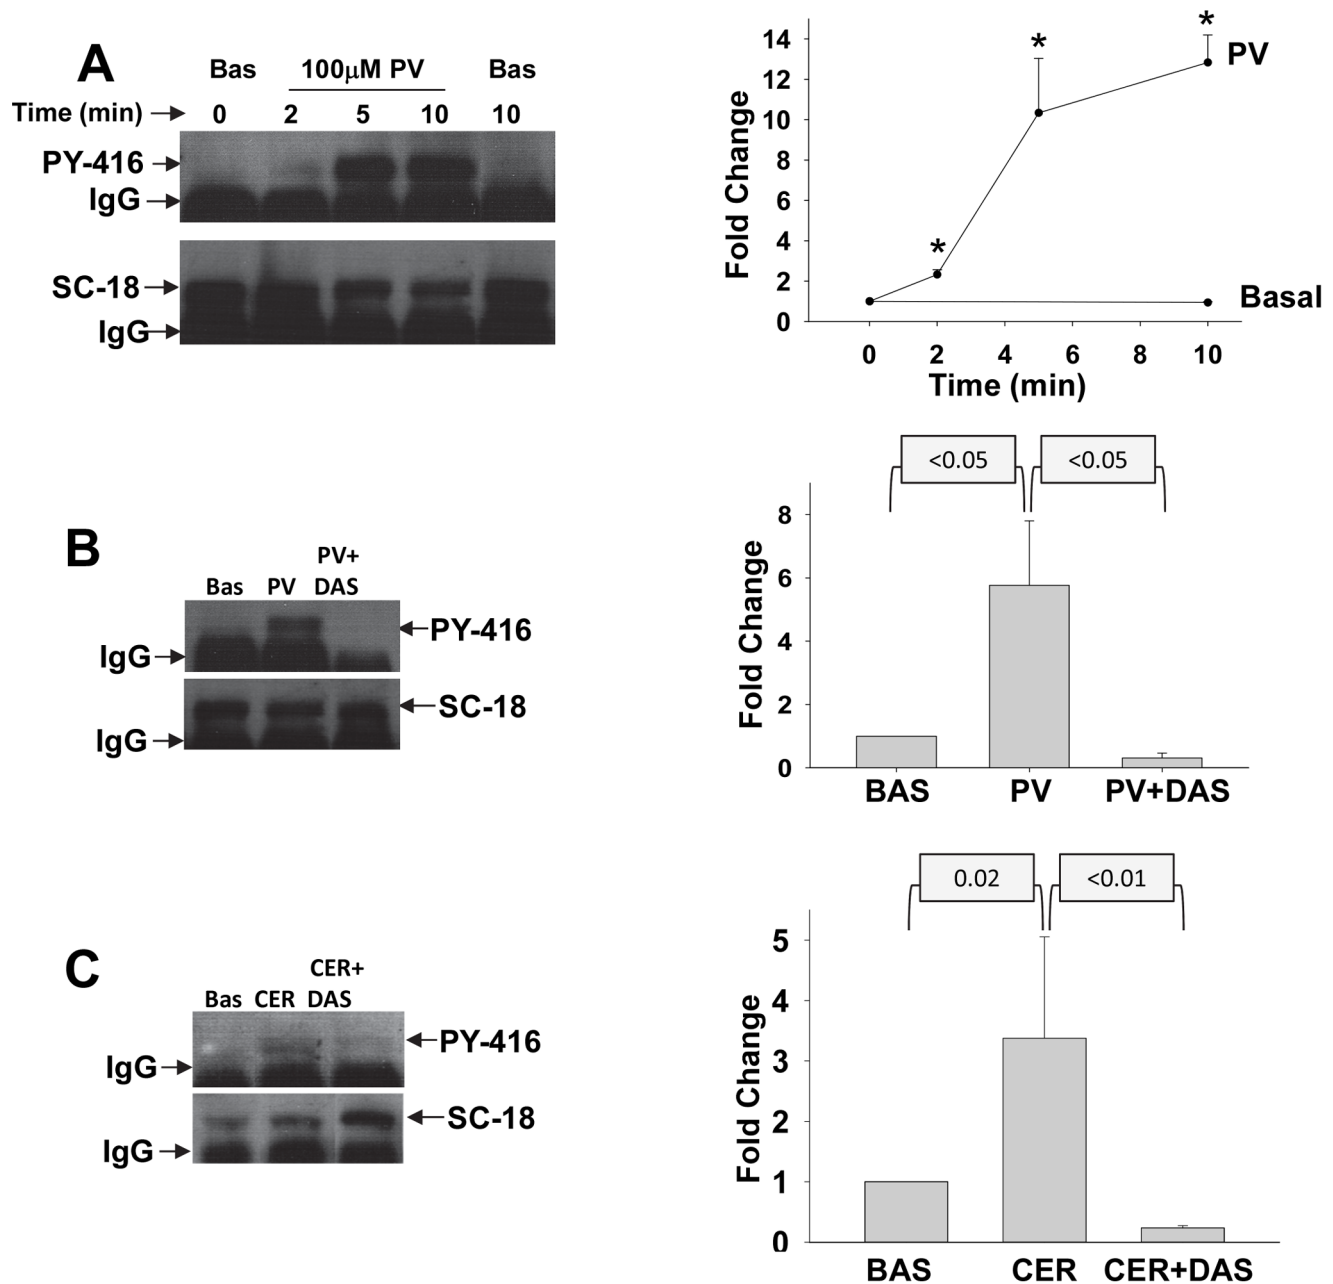 A
Bas 100µM PV Bas
Time (min) 0 2 5 10 10
PY-416
IgG
SC-18
IgG
Fold Change
14
12
10
8
6
4
2
0
* * *
PV
Basal
0 2 4 6 8 10
Time (min)
B
PV+
Bas PV DAS
PY-416
IgG
SC-18
IgG
<0.05 <0.05
Fold Change
8
6
4
2
0
BAS PV PV+DAS
C
CER+
Bas CER DAS
PY-416
IgG
SC-18
IgG
0.02 <0.01
Fold Change
5
4
3
2
1
0
BAS CER CER+DAS